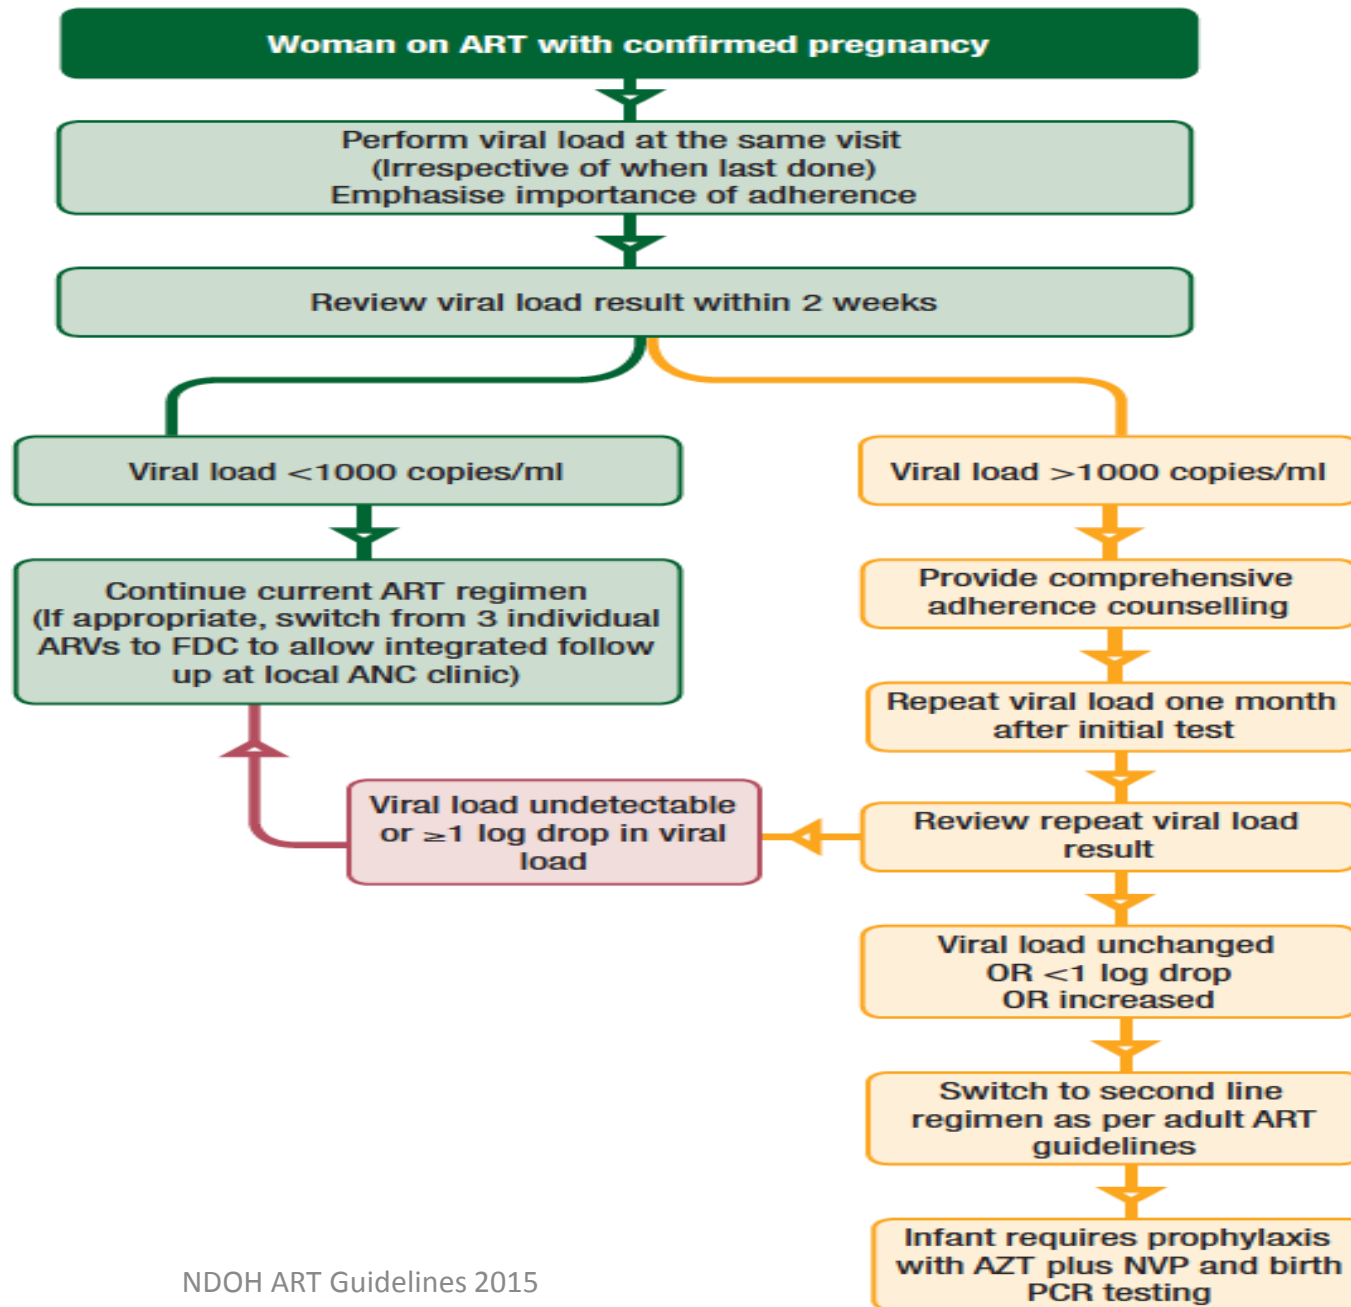 Woman on ART with confirmed pregnancy
Perform viral load at the same visit
(Irrespective of when last done)
Emphasise importance of adherence
Review viral load result within 2 weeks
Viral load <1000 copies/ml
Continue current ART regimen
(If appropriate, switch from 3 individual
ARVs to FDC to allow integrated follow
up at local ANC clinic)
Viral load >1000 copies/ml
Provide comprehensive
adherence counselling
Repeat viral load one month
after initial test
Review repeat viral load
result
Viral load undetectable
or ≥1 log drop in viral
load
Viral load unchanged
OR <1 log drop
OR increased
Switch to second line
regimen as per adult ART
guidelines
Infant requires prophylaxis
with AZT plus NVP and birth
PCR testing
NDOH ART Guidelines 2015